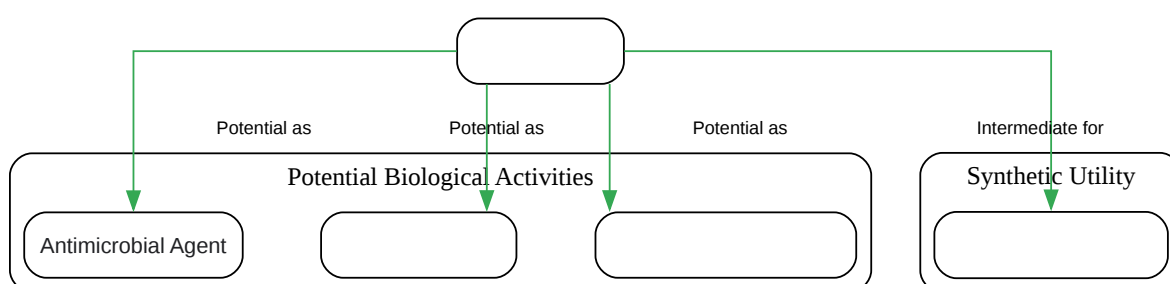 Potential as
Potential as
Potential as
Intermediate for
Potential Biological Activities
Synthetic Utility
Antimicrobial Agent